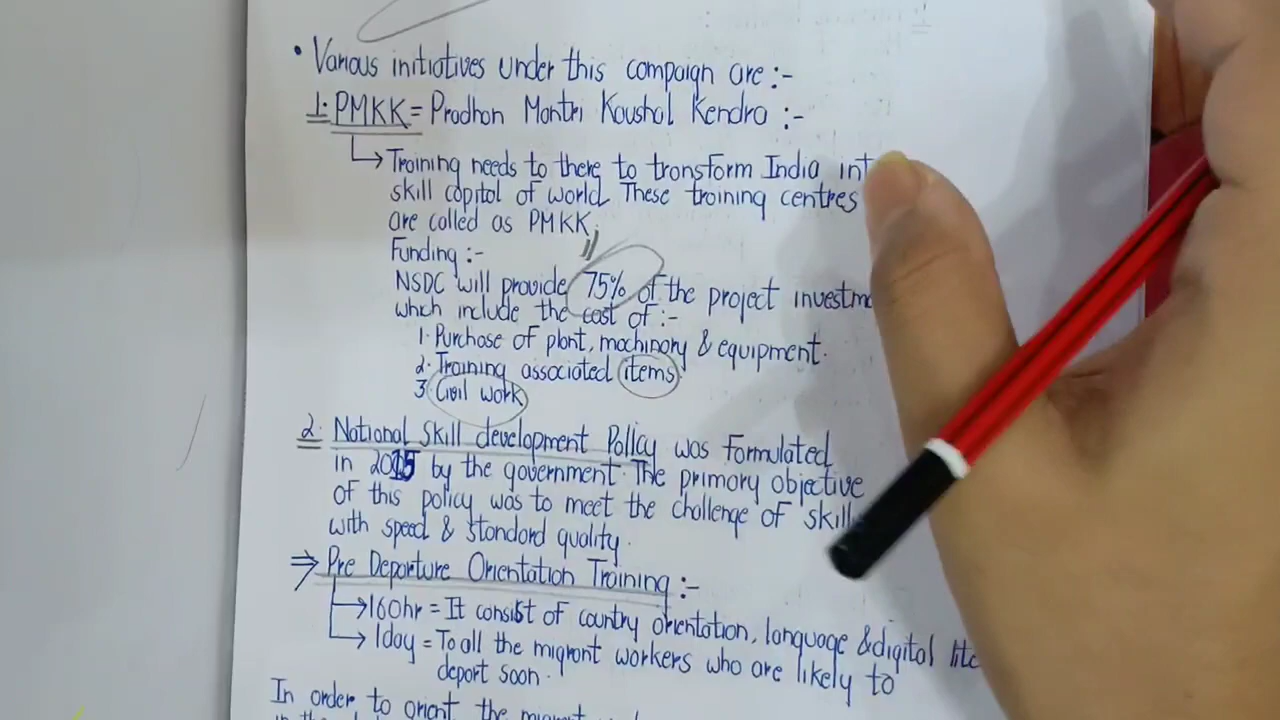 • Various initiatives under this compaign are :-
1. PMKK = Pradhan Mantri Kaushal Kendra :-
→ Training needs to there to transform India int
skill capital of world. These training centres
are called as PMKK.
Funding :-
NSDC will provide 75% of the project investm
which include the cost of :-
1. Purchase of plant, machinary & equipment.
2. Training associated items
3. Civil work
2. National skill development Policy was formulated
in 2015 by the government. The primary objective
of this policy was to meet the challenge of skill
with speed & standard quality.
⇒ Pre Departure Orientation Training :-
→ 160hr = It consist of country orientation, language & digital lite
→ 1day = To all the migrant workers who are likely to
depart soon.
In order to orient the migrant